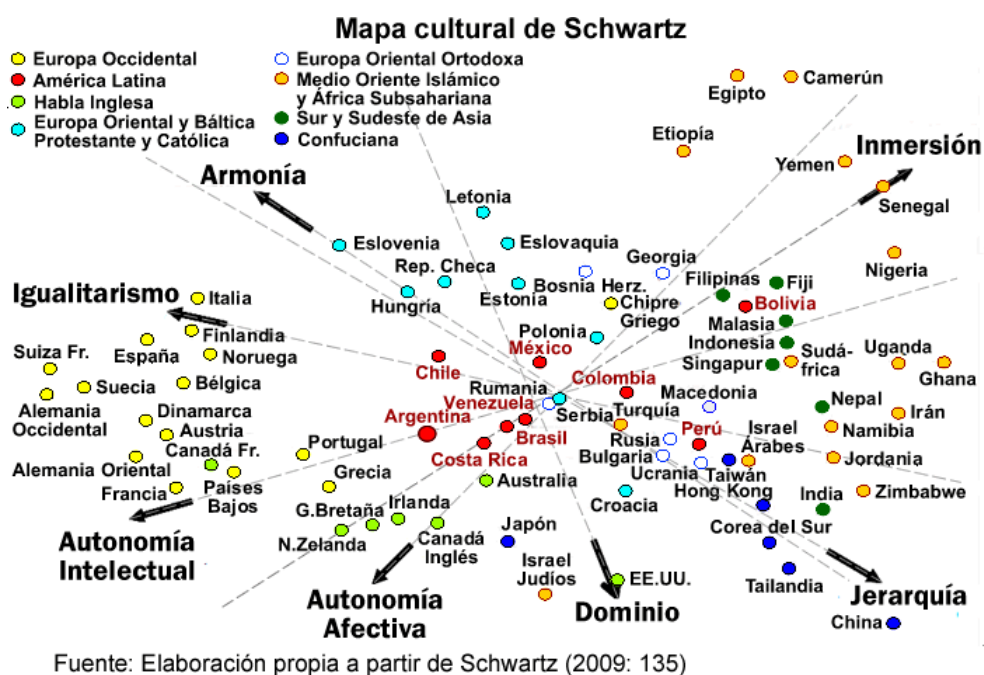 Mapa cultural de Schwartz
Europa Occidental
América Latina
Habla Inglesa
Europa Oriental y Báltica
Protestante y Católica
Europa Oriental Ortodoxa
Medio Oriente Islámico
y África Subsahariana
Sur y Sudeste de Asia
Confuciana
Egipto
Camerún
Etiopía
Yemen
Inmersión
Senegal
Armonía
Letonia
Eslovenia
Eslovaquia
Georgia
Nigeria
Rep. Checa
Hungría
Estonia
Bosnia Herz.
Chipre
Griego
Filipinas
Fiji
Bolivia
Igualitarismo
Italia
Finlandia
España
Noruega
Polonia
Malasia
Indonesia
Singapur
Sudá-
frica
Uganda
Ghana
Suiza Fr.
Suecia
Bélgica
Chile
México
Rumania
Colombia
Macedonia
Nepal
Irán
Alemania
Occidental
Dinamarca
Austria
Argentina
Venezuela
Serbia
Turquía
Brasil
Costa Rica
Perú
Israel
Árabes
Namibia
Canadá Fr.
Portugal
Rusia
Bulgaria
Ucrania
Taiwán
Jordania
Alemania Oriental
Francia
Países
Bajos
Grecia
Australia
Croacia
Hong Kong
India
Zimbabwe
Autonomía
Intelectual
G.Bretaña
Irlanda
N.Zelanda
Canadá
Inglés
Japón
Corea del Sur
Israel
Judíos
EE.UU.
Tailandia
Autonomía
Afectiva
Dominio
Jerarquía
China
Fuente: Elaboración propia a partir de Schwartz (2009: 135)